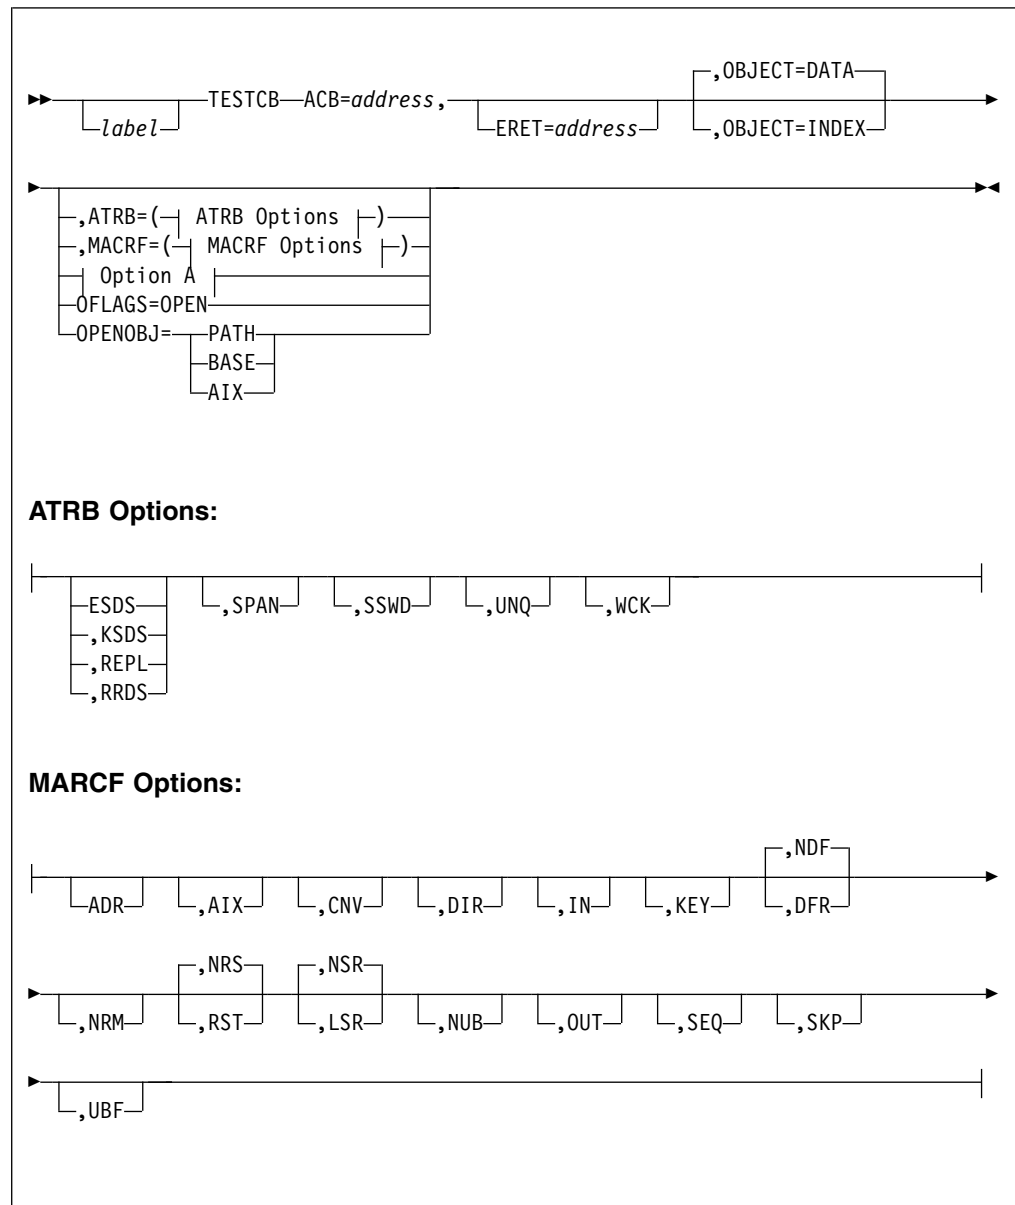 ,OBJECT=DATA
TESTCB ACB=address,
label ERET=address ,OBJECT=INDEX
,ATRB=( ATRB Options )
,MACRF=( MACRF Options )
Option A
OFLAGS=OPEN
OPENOBJ= PATH
BASE
AIX
ATRB Options:
ESDS ,SPAN ,SSWD ,UNQ ,WCK
,KSDS
,REPL
,RRDS
MARCF Options:
,NDF
ADR ,AIX ,CNV ,DIR ,IN ,KEY ,DFR
,NRS ,NSR
,NRM ,RST ,LSR ,NUB ,OUT ,SEQ ,SKP
,UBF